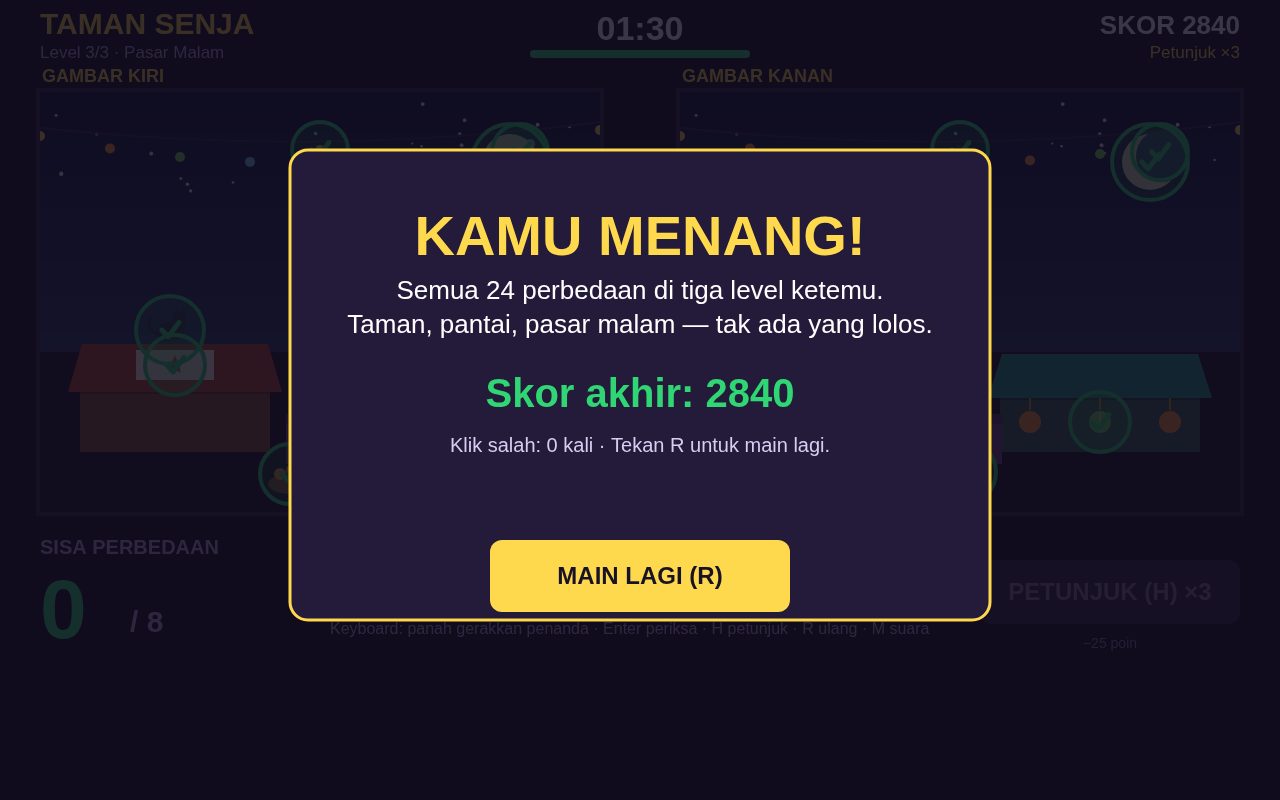 TAMAN SENJA
Level 3/3 · Pasar Malam
01:30
SKOR 2840
Petunjuk ×3
GAMBAR KIRI
GAMBAR KANAN
KAMU MENANG!
Semua 24 perbedaan di tiga level ketemu.
Taman, pantai, pasar malam — tak ada yang lolos.
Skor akhir: 2840
Klik salah: 0 kali · Tekan R untuk main lagi.
MAIN LAGI (R)
SISA PERBEDAAN
0 / 8
Keyboard: panah gerakkan penanda · Enter periksa · H petunjuk · R ulang · M suara
PETUNJUK (H) ×3
−25 poin